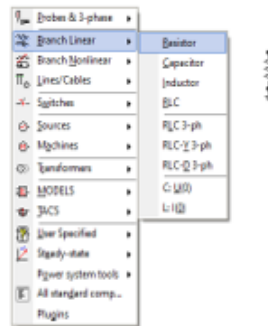 Probes & 3-phase
Branch Linear
Branch Nonlinear
Lines/Cables
Switches
Sources
Machines
Transformers
MODELS
TACS
User Specified
Steady-state
Power system tools
All standard comp...
Plugins
Resistor
Capacitor
Inductor
RLC
RLC 3-ph
RLC-Y 3-ph
RLC-D 3-ph
C: U(0)
L: I(0)